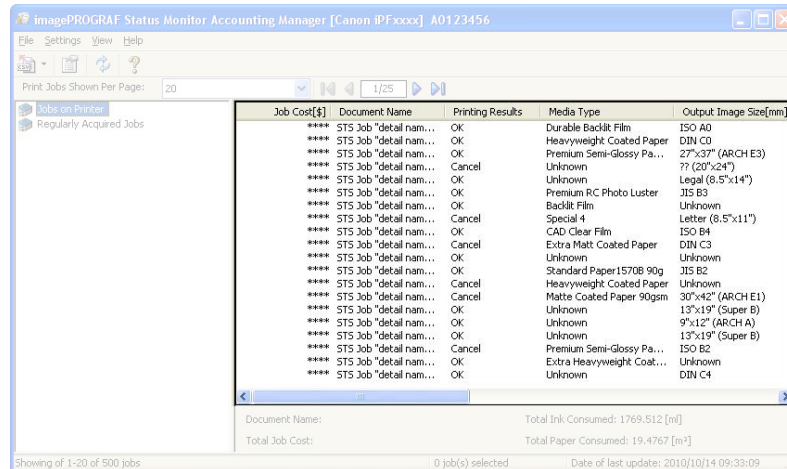 imagePROGRAF Status Monitor Accounting Manager [Canon iPFxxxx] A0123456
File Settings View Help
Print Jobs Shown Per Page: 20 1/25
Jobs on Printer
Regularly Acquired Jobs
Job Cost[$] Document Name Printing Results Media Type Output Image Size[mm]
**** STS Job "detail nam... OK Durable Backlit Film ISO A0
**** STS Job "detail nam... OK Heavyweight Coated Paper DIN C0
**** STS Job "detail nam... OK Premium Semi-Glossy Pa... 27"x37" (ARCH E3)
**** STS Job "detail nam... Cancel Unknown ?? (20"x24")
**** STS Job "detail nam... OK Unknown Legal (8.5"x14")
**** STS Job "detail nam... OK Premium RC Photo Luster JIS B3
**** STS Job "detail nam... OK Backlit Film Unknown
**** STS Job "detail nam... Cancel Special 4 Letter (8.5"x11")
**** STS Job "detail nam... OK CAD Clear Film ISO B4
**** STS Job "detail nam... Cancel Extra Matt Coated Paper DIN C3
**** STS Job "detail nam... OK Unknown Unknown
**** STS Job "detail nam... OK Standard Paper1570B 90g JIS B2
**** STS Job "detail nam... Cancel Heavyweight Coated Paper Unknown
**** STS Job "detail nam... Cancel Matte Coated Paper 90gsm 30"x42" (ARCH E1)
**** STS Job "detail nam... OK Unknown 13"x19" (Super B)
**** STS Job "detail nam... OK Unknown 9"x12" (ARCH A)
**** STS Job "detail nam... OK Unknown 13"x19" (Super B)
**** STS Job "detail nam... Cancel Premium Semi-Glossy Pa... ISO B2
**** STS Job "detail nam... OK Extra Heavyweight Coat... Unknown
**** STS Job "detail nam... OK Unknown DIN C4
Document Name: Total Ink Consumed: 1769.512 [ml]
Total Job Cost: Total Paper Consumed: 19.4767 [m²]
Showing of 1-20 of 500 jobs 0 job(s) selected Date of last update: 2010/10/14 09:33:09